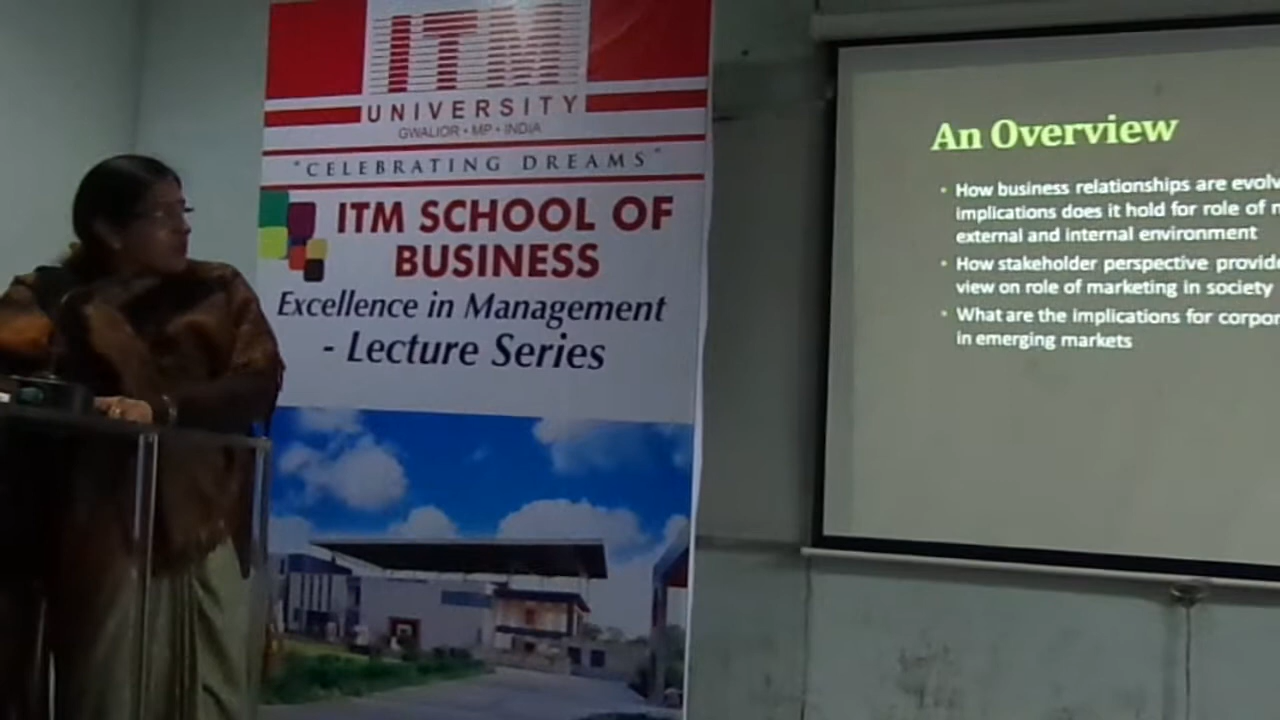 ITM
UNIVERSITY
GWALIOR • MP • INDIA
"CELEBRATING DREAMS"
ITM SCHOOL OF
BUSINESS
Excellence in Management
- Lecture Series
An Overview
• How business relationships are evolv
implications does it hold for role of
external and internal environment
• How stakeholder perspective provide
view on role of marketing in society
• What are the implications for corpor
in emerging markets